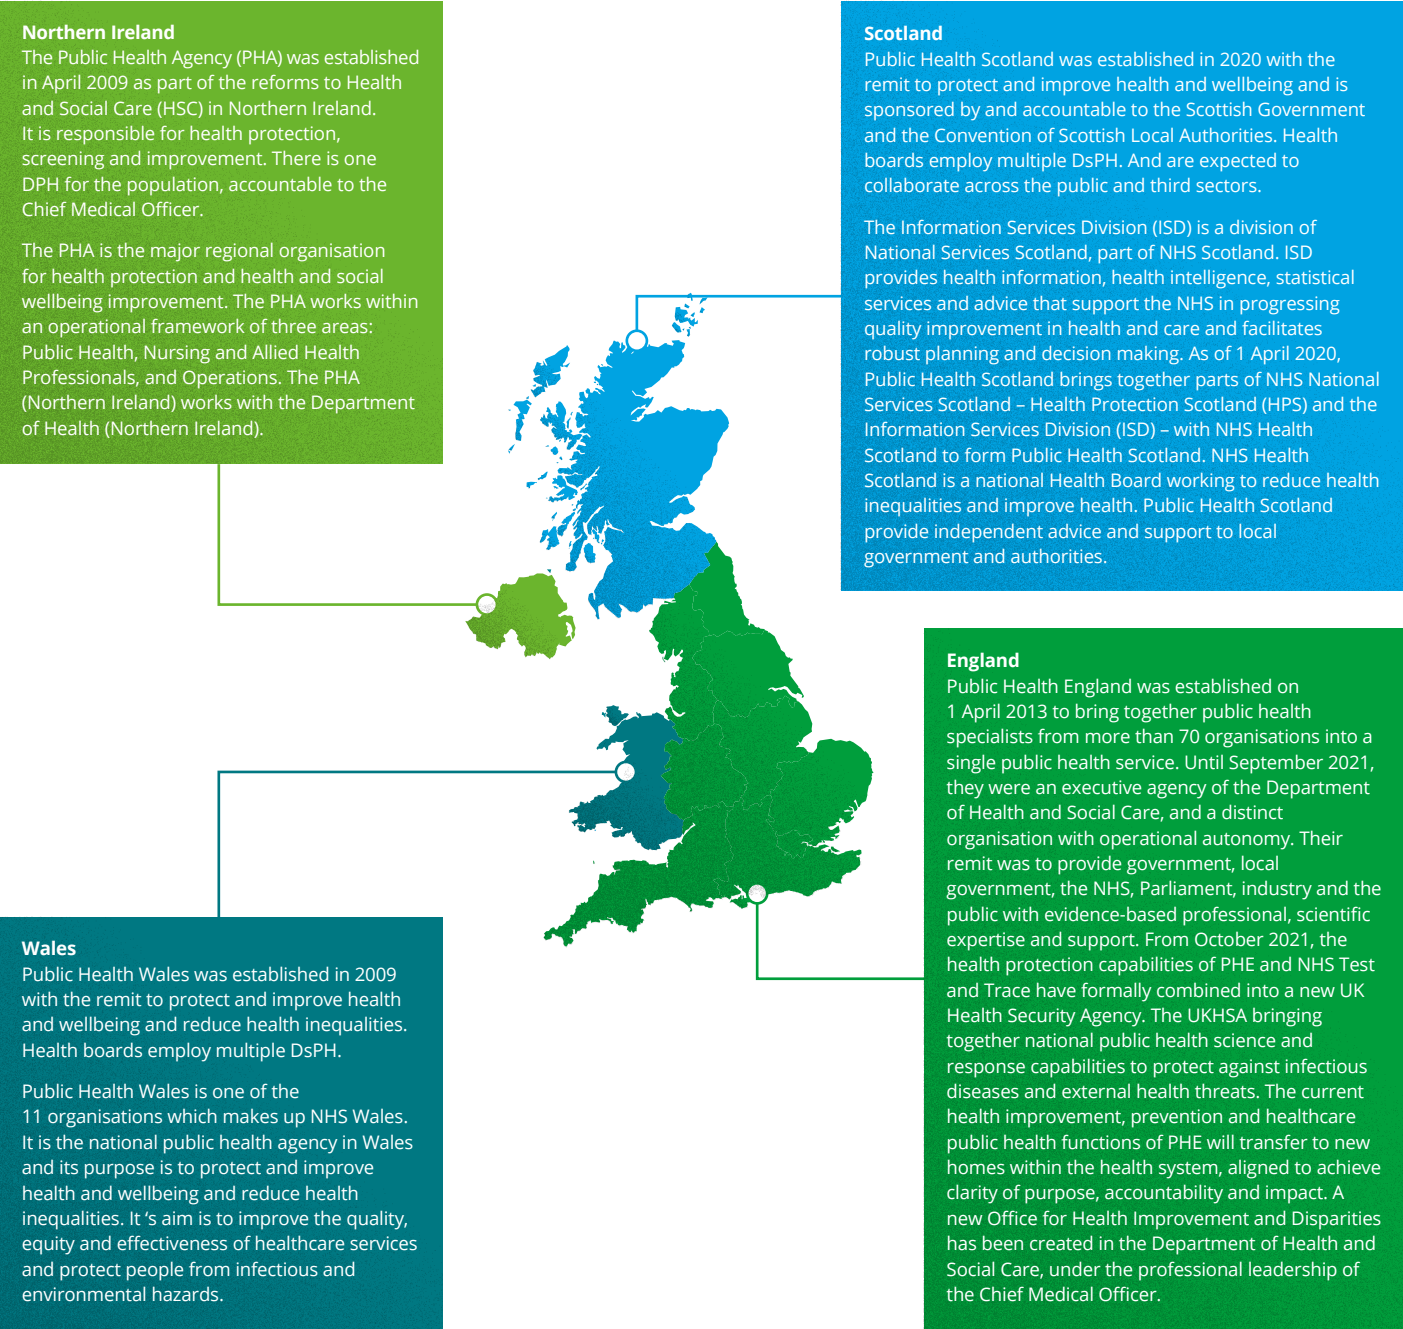 Northern Ireland
The Public Health Agency (PHA) was established
in April 2009 as part of the reforms to Health
and Social Care (HSC) in Northern Ireland.
It is responsible for health protection,
screening and improvement. There is one
DPH for the population, accountable to the
Chief Medical Officer.
The PHA is the major regional organisation
for health protection and health and social
wellbeing improvement. The PHA works within
an operational framework of three areas:
Public Health, Nursing and Allied Health
Professionals, and Operations. The PHA
(Northern Ireland) works with the Department
of Health (Northern Ireland).
Scotland
Public Health Scotland was established in 2020 with the
remit to protect and improve health and wellbeing and is
sponsored by and accountable to the Scottish Government
and the Convention of Scottish Local Authorities. Health
boards employ multiple DsPH. And are expected to
collaborate across the public and third sectors.
The Information Services Division (ISD) is a division of
National Services Scotland, part of NHS Scotland. ISD
provides health information, health intelligence, statistical
services and advice that support the NHS in progressing
quality improvement in health and care and facilitates
robust planning and decision making. As of 1 April 2020,
Public Health Scotland brings together parts of NHS National
Services Scotland – Health Protection Scotland (HPS) and the
Information Services Division (ISD) – with NHS Health
Scotland to form Public Health Scotland. NHS Health
Scotland is a national Health Board working to reduce health
inequalities and improve health. Public Health Scotland
provide independent advice and support to local
government and authorities.
Wales
Public Health Wales was established in 2009
with the remit to protect and improve health
and wellbeing and reduce health inequalities.
Health boards employ multiple DsPH.
Public Health Wales is one of the
11 organisations which makes up NHS Wales.
It is the national public health agency in Wales
and its purpose is to protect and improve
health and wellbeing and reduce health
inequalities. It ‘s aim is to improve the quality,
equity and effectiveness of healthcare services
and protect people from infectious and
environmental hazards.
England
Public Health England was established on
1 April 2013 to bring together public health
specialists from more than 70 organisations into a
single public health service. Until September 2021,
they were an executive agency of the Department
of Health and Social Care, and a distinct
organisation with operational autonomy. Their
remit was to provide government, local
government, the NHS, Parliament, industry and the
public with evidence-based professional, scientific
expertise and support. From October 2021, the
health protection capabilities of PHE and NHS Test
and Trace have formally combined into a new UK
Health Security Agency. The UKHSA bringing
together national public health science and
response capabilities to protect against infectious
diseases and external health threats. The current
health improvement, prevention and healthcare
public health functions of PHE will transfer to new
homes within the health system, aligned to achieve
clarity of purpose, accountability and impact. A
new Office for Health Improvement and Disparities
has been created in the Department of Health and
Social Care, under the professional leadership of
the Chief Medical Officer.